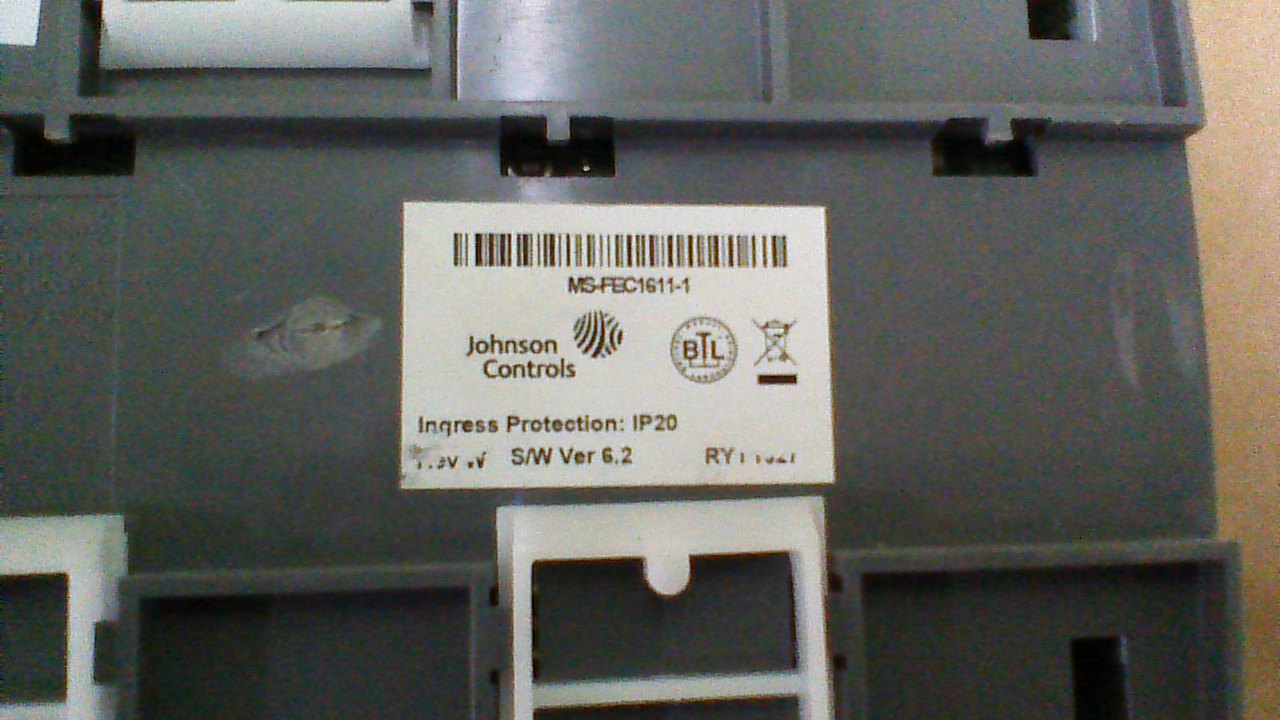 MS-FEC1611-1
Johnson
Controls
BTL
Ingress Protection: IP20
S/W Ver 6.2